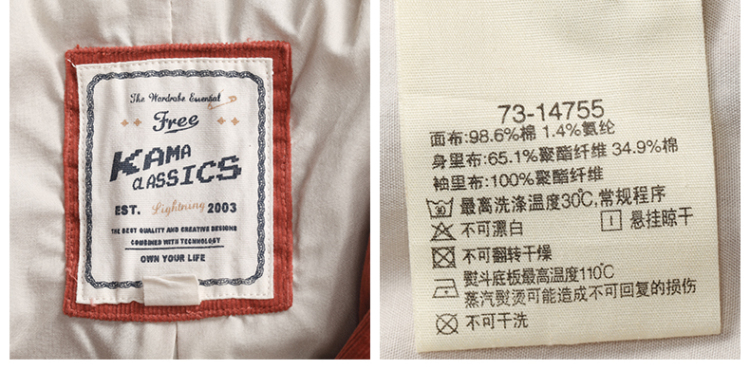 The Wardrobe Essential
Free
KAMA
CLASSICS
EST. Lightning 2003
THE BEST QUALITY AND CREATIVE DESIGNS
COMBINED WITH TECHNOLOGY
OWN YOUR LIFE
73-14755
面布:98.6%棉 1.4%氨纶
身里布:65.1%聚酯纤维 34.9%棉
袖里布:100%聚酯纤维
30 最离洗涤温度30℃,常规程序
不可漂白 悬挂晾干
不可翻转干燥
熨斗底板最高温度110℃
蒸汽熨烫可能造成不可回复的损伤
不可干洗